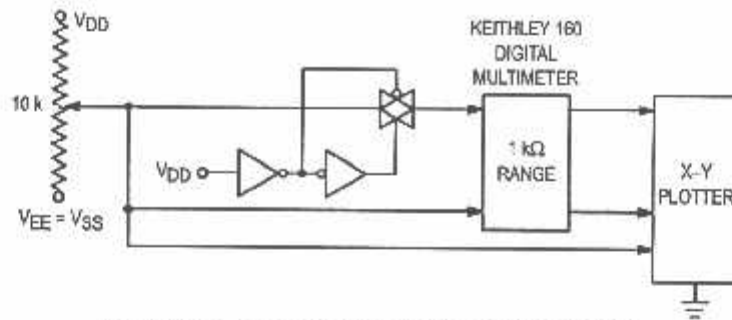 V_DD
10 k
V_EE = V_SS
V_DD
KEITHLEY 160
DIGITAL
MULTIMETER
1 kΩ
RANGE
X–Y
PLOTTER